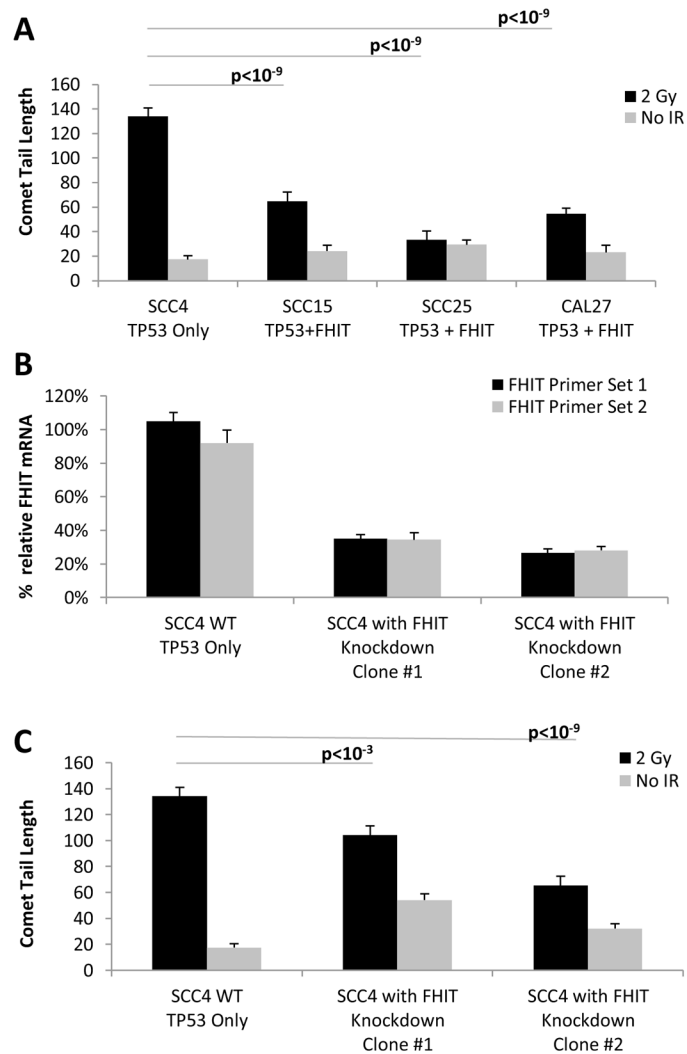 A
p<10-9
p<10-9
p<10-9
Comet Tail Length
160
140
120
100
80
60
40
20
0
2 Gy
No IR
SCC4
TP53 Only
SCC15
TP53+FHIT
SCC25
TP53 + FHIT
CAL27
TP53 + FHIT
B
% relative FHIT mRNA
120%
100%
80%
60%
40%
20%
0%
FHIT Primer Set 1
FHIT Primer Set 2
SCC4 WT
TP53 Only
SCC4 with FHIT
Knockdown
Clone #1
SCC4 with FHIT
Knockdown
Clone #2
C
p<10-9
p<10-3
Comet Tail Length
160
140
120
100
80
60
40
20
0
2 Gy
No IR
SCC4 WT
TP53 Only
SCC4 with FHIT
Knockdown
Clone #1
SCC4 with FHIT
Knockdown
Clone #2